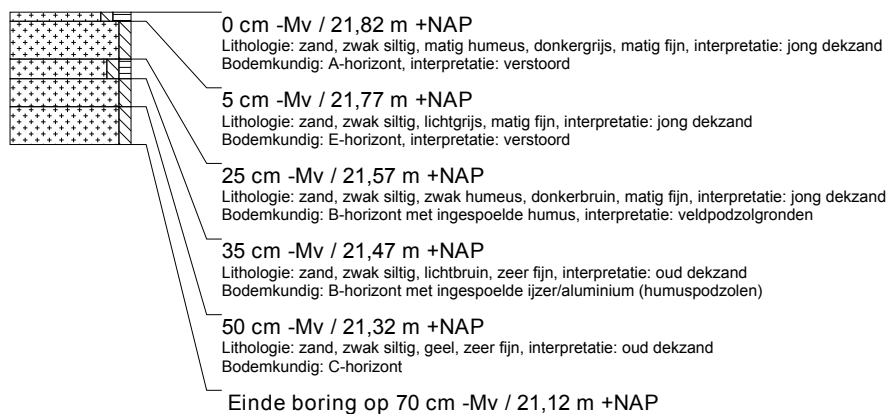 0 cm -Mv / 21,82 m +NAP
Lithologie: zand, zwak siltig, matig humeus, donkergrijs, matig fijn, interpretatie: jong dekzand
Bodemkundig: A-horizont, interpretatie: verstoord
5 cm -Mv / 21,77 m +NAP
Lithologie: zand, zwak siltig, lichtgrijs, matig fijn, interpretatie: jong dekzand
Bodemkundig: E-horizont, interpretatie: verstoord
25 cm -Mv / 21,57 m +NAP
Lithologie: zand, zwak siltig, zwak humeus, donkerbruin, matig fijn, interpretatie: jong dekzand
Bodemkundig: B-horizont met ingespoelde humus, interpretatie: veldpodzolgronden
35 cm -Mv / 21,47 m +NAP
Lithologie: zand, zwak siltig, lichtbruin, zeer fijn, interpretatie: oud dekzand
Bodemkundig: B-horizont met ingespoelde ijzer/aluminium (humuspodzolen)
50 cm -Mv / 21,32 m +NAP
Lithologie: zand, zwak siltig, geel, zeer fijn, interpretatie: oud dekzand
Bodemkundig: C-horizont
Einde boring op 70 cm -Mv / 21,12 m +NAP